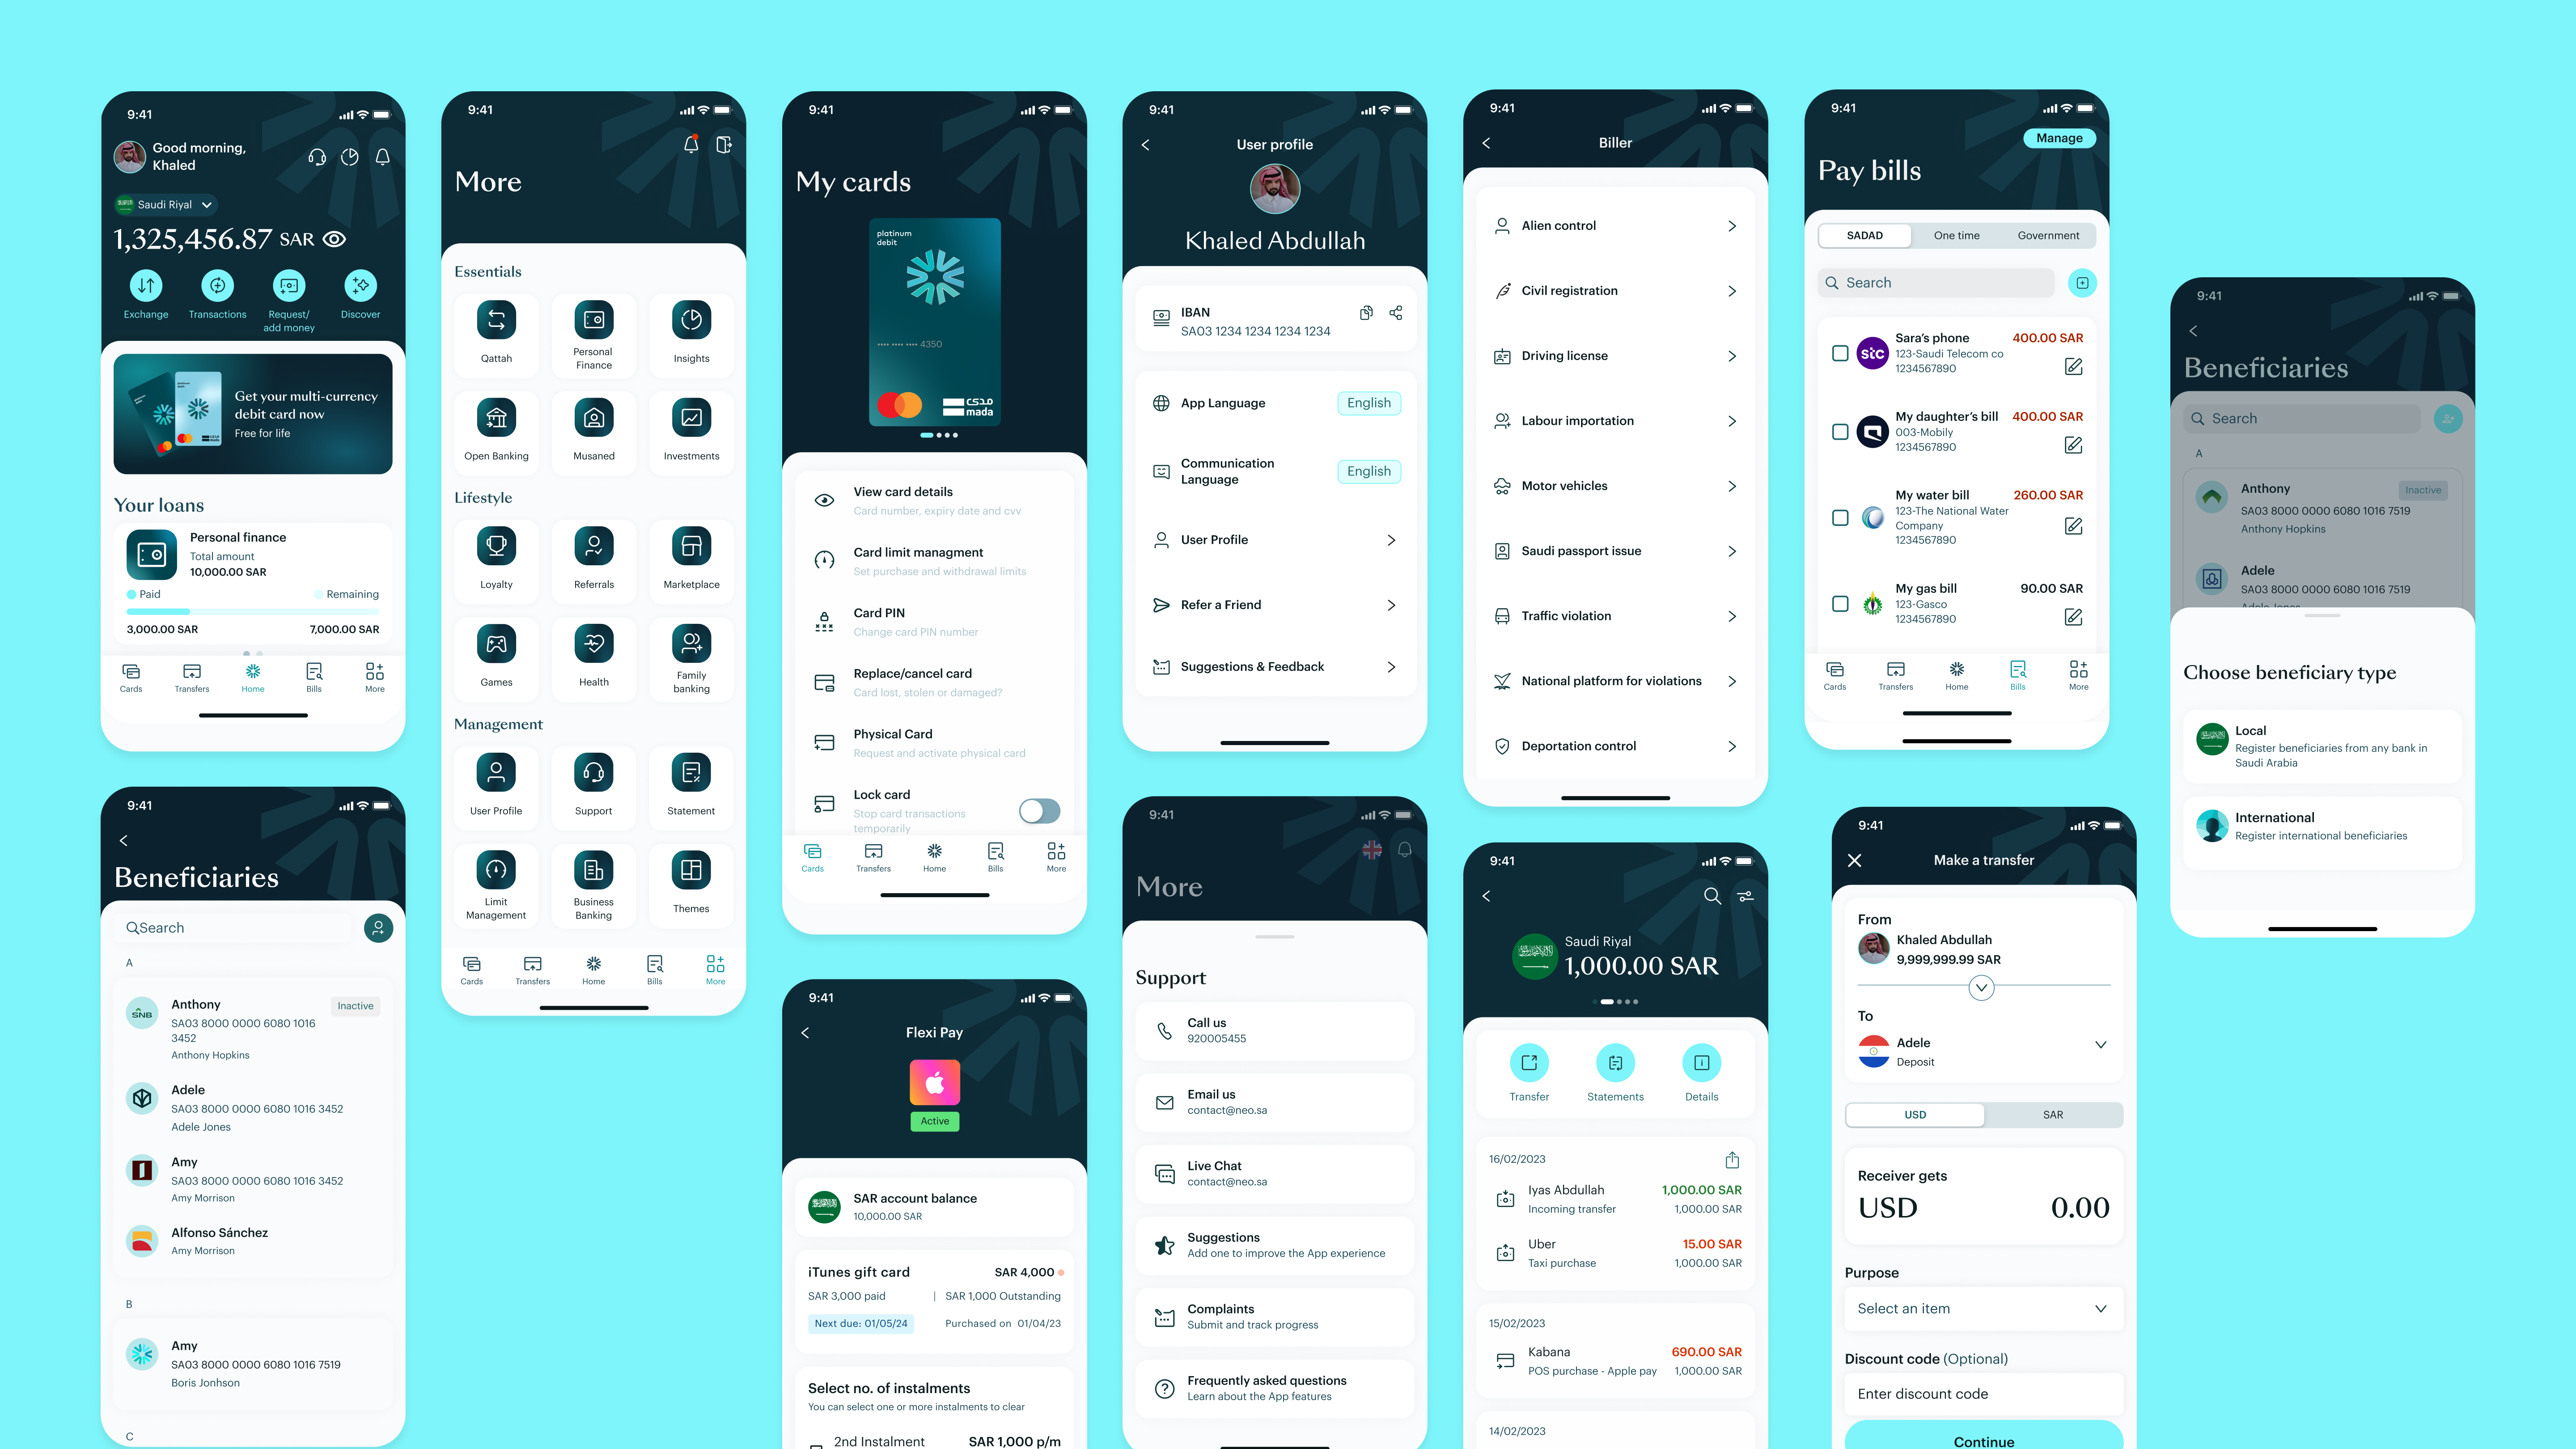 9:41
Good morning,
Khaled
Saudi Riyal
1,325,456.87 SAR
Exchange
Transactions
Request/
add money
Discover
Get your multi-currency
debit card now
Free for life
Your loans
Personal finance
Total amount
10,000.00 SAR
Paid
Remaining
3,000.00 SAR
7,000.00 SAR
Cards
Transfers
Home
Bills
More
9:41
Beneficiaries
Search
A
SNB
Anthony
Inactive
SA03 8000 0000 6080 1016
3452
Anthony Hopkins
Adele
SA03 8000 0000 6080 1016 3452
Adele Jones
Amy
SA03 8000 0000 6080 1016 3452
Amy Morrison
Alfonso Sánchez
Amy Morrison
B
Amy
SA03 8000 0000 6080 1016 7519
Boris Jonhson
C
9:41
More
Essentials
Qattah
Personal
Finance
Insights
Open Banking
Musaned
Investments
Lifestyle
Loyalty
Referrals
Marketplace
Games
Health
Family
banking
Management
User Profile
Support
Statement
Limit
Management
Business
Banking
Themes
Cards
Transfers
Home
Bills
More
9:41
My cards
platinum
debit
•••• •••• •••• 4350
مدى
mada
View card details
Card number, expiry date and cvv
Card limit managment
Set purchase and withdrawal limits
Card PIN
Change card PIN number
Replace/cancel card
Card lost, stolen or damaged?
Physical Card
Request and activate physical card
Lock card
Stop card transactions
temporarily
Cards
Transfers
Home
Bills
More
9:41
Flexi Pay
Active
SAR account balance
10,000.00 SAR
iTunes gift card
SAR 4,000
SAR 3,000 paid
| SAR 1,000 Outstanding
Next due: 01/05/24
Purchased on 01/04/23
Select no. of instalments
You can select one or more instalments to clear
2nd Instalment
SAR 1,000 p/m
9:41
User profile
Khaled Abdullah
IBAN
SA03 1234 1234 1234 1234
App Language
English
Communication
Language
English
User Profile
Refer a Friend
Suggestions & Feedback
9:41
More
Support
Call us
920005455
Email us
contact@neo.sa
Live Chat
contact@neo.sa
Suggestions
Add one to improve the App experience
Complaints
Submit and track progress
Frequently asked questions
Learn about the App features
9:41
Biller
Alien control
Civil registration
Driving license
Labour importation
Motor vehicles
Saudi passport issue
Traffic violation
National platform for violations
Deportation control
9:41
Saudi Riyal
1,000.00 SAR
Transfer
Statements
Details
16/02/2023
Iyas Abdullah
1,000.00 SAR
Incoming transfer
1,000.00 SAR
Uber
15.00 SAR
Taxi purchase
1,000.00 SAR
15/02/2023
Kabana
690.00 SAR
POS purchase - Apple pay
1,000.00 SAR
14/02/2023
9:41
Manage
Pay bills
SADAD
One time
Government
Search
stc
Sara's phone
400.00 SAR
123-Saudi Telecom co
1234567890
My daughter's bill
400.00 SAR
003-Mobily
1234567890
My water bill
260.00 SAR
123-The National Water
Company
1234567890
My gas bill
90.00 SAR
123-Gasco
1234567890
Cards
Transfers
Home
Bills
More
9:41
Make a transfer
From
Khaled Abdullah
9,999,999.99 SAR
To
Adele
Deposit
USD
SAR
Receiver gets
USD
0.00
Purpose
Select an item
Discount code (Optional)
Enter discount code
Continue
9:41
Beneficiaries
Search
A
Anthony
Inactive
SA03 8000 0000 6080 1016 7519
Anthony Hopkins
Adele
SA03 8000 0000 6080 1016 7519
Adele Jones
Choose beneficiary type
Local
Register beneficiaries from any bank in
Saudi Arabia
International
Register international beneficiaries